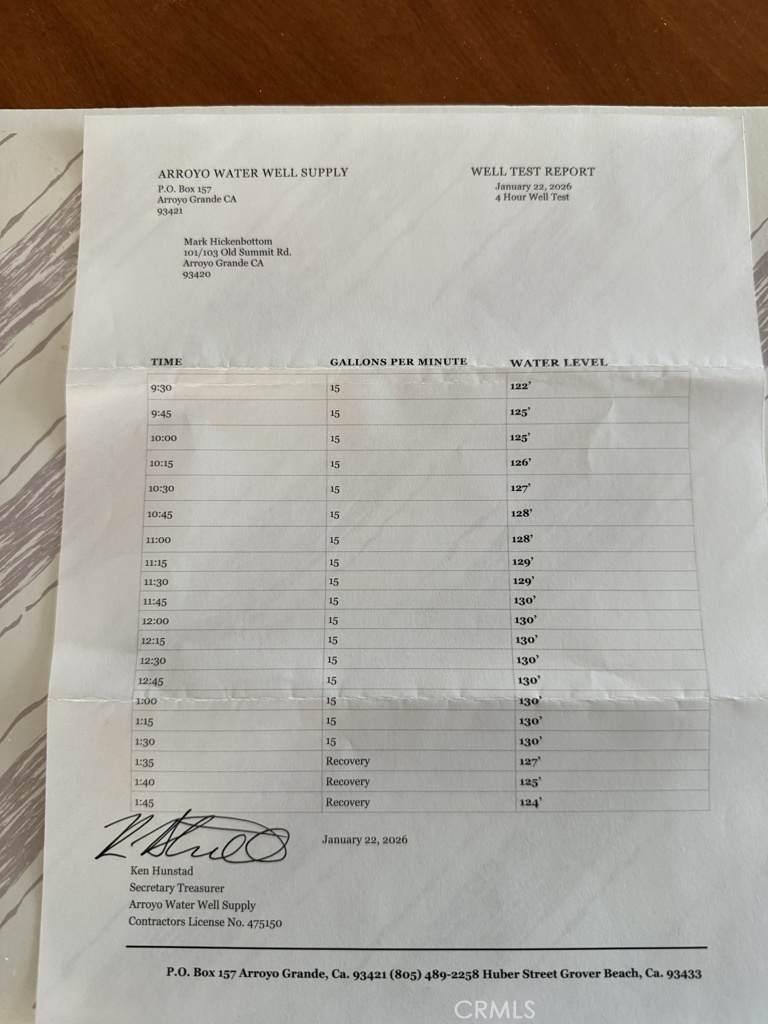 ARROYO WATER WELL SUPPLY
P.O. Box 157
Arroyo Grande CA
93421
WELL TEST REPORT
January 22, 2026
4 Hour Well Test
Mark Hickenbottom
101/103 Old Summit Rd.
Arroyo Grande CA
93420
TIME GALLONS PER MINUTE WATER LEVEL
9:30 15 122'
9:45 15 125'
10:00 15 125'
10:15 15 126'
10:30 15 127'
10:45 15 128'
11:00 15 128'
11:15 15 129'
11:30 15 129'
11:45 15 130'
12:00 15 130'
12:15 15 130'
12:30 15 130'
12:45 15 130'
1:00 15 130'
1:15 15 130'
1:30 15 130'
1:35 Recovery 127'
1:40 Recovery 125'
1:45 Recovery 124'
January 22, 2026
Ken Hunstad
Secretary Treasurer
Arroyo Water Well Supply
Contractors License No. 475150
P.O. Box 157 Arroyo Grande, Ca. 93421 (805) 489-2258 Huber Street Grover Beach, Ca. 93433
CRMLS